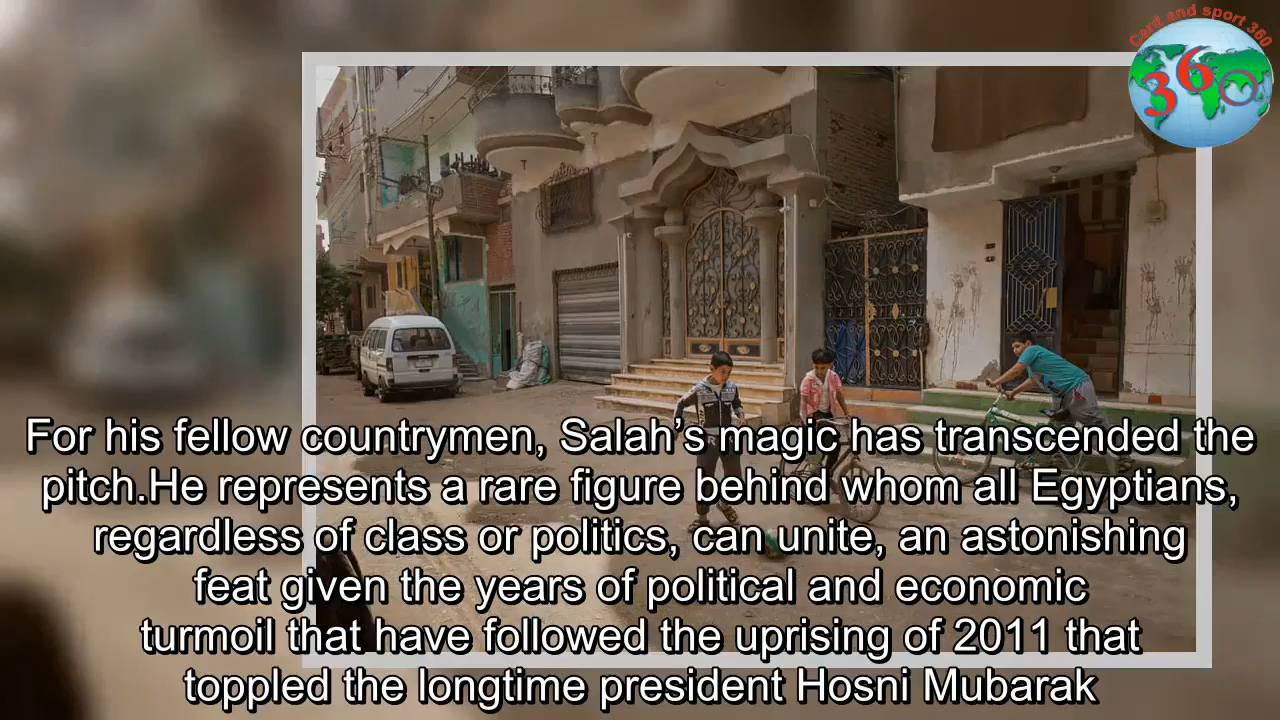 Card and sport 360
360
For his fellow countrymen, Salah’s magic has transcended the
pitch.He represents a rare figure behind whom all Egyptians,
regardless of class or politics, can unite, an astonishing
feat given the years of political and economic
turmoil that have followed the uprising of 2011 that
toppled the longtime president Hosni Mubarak